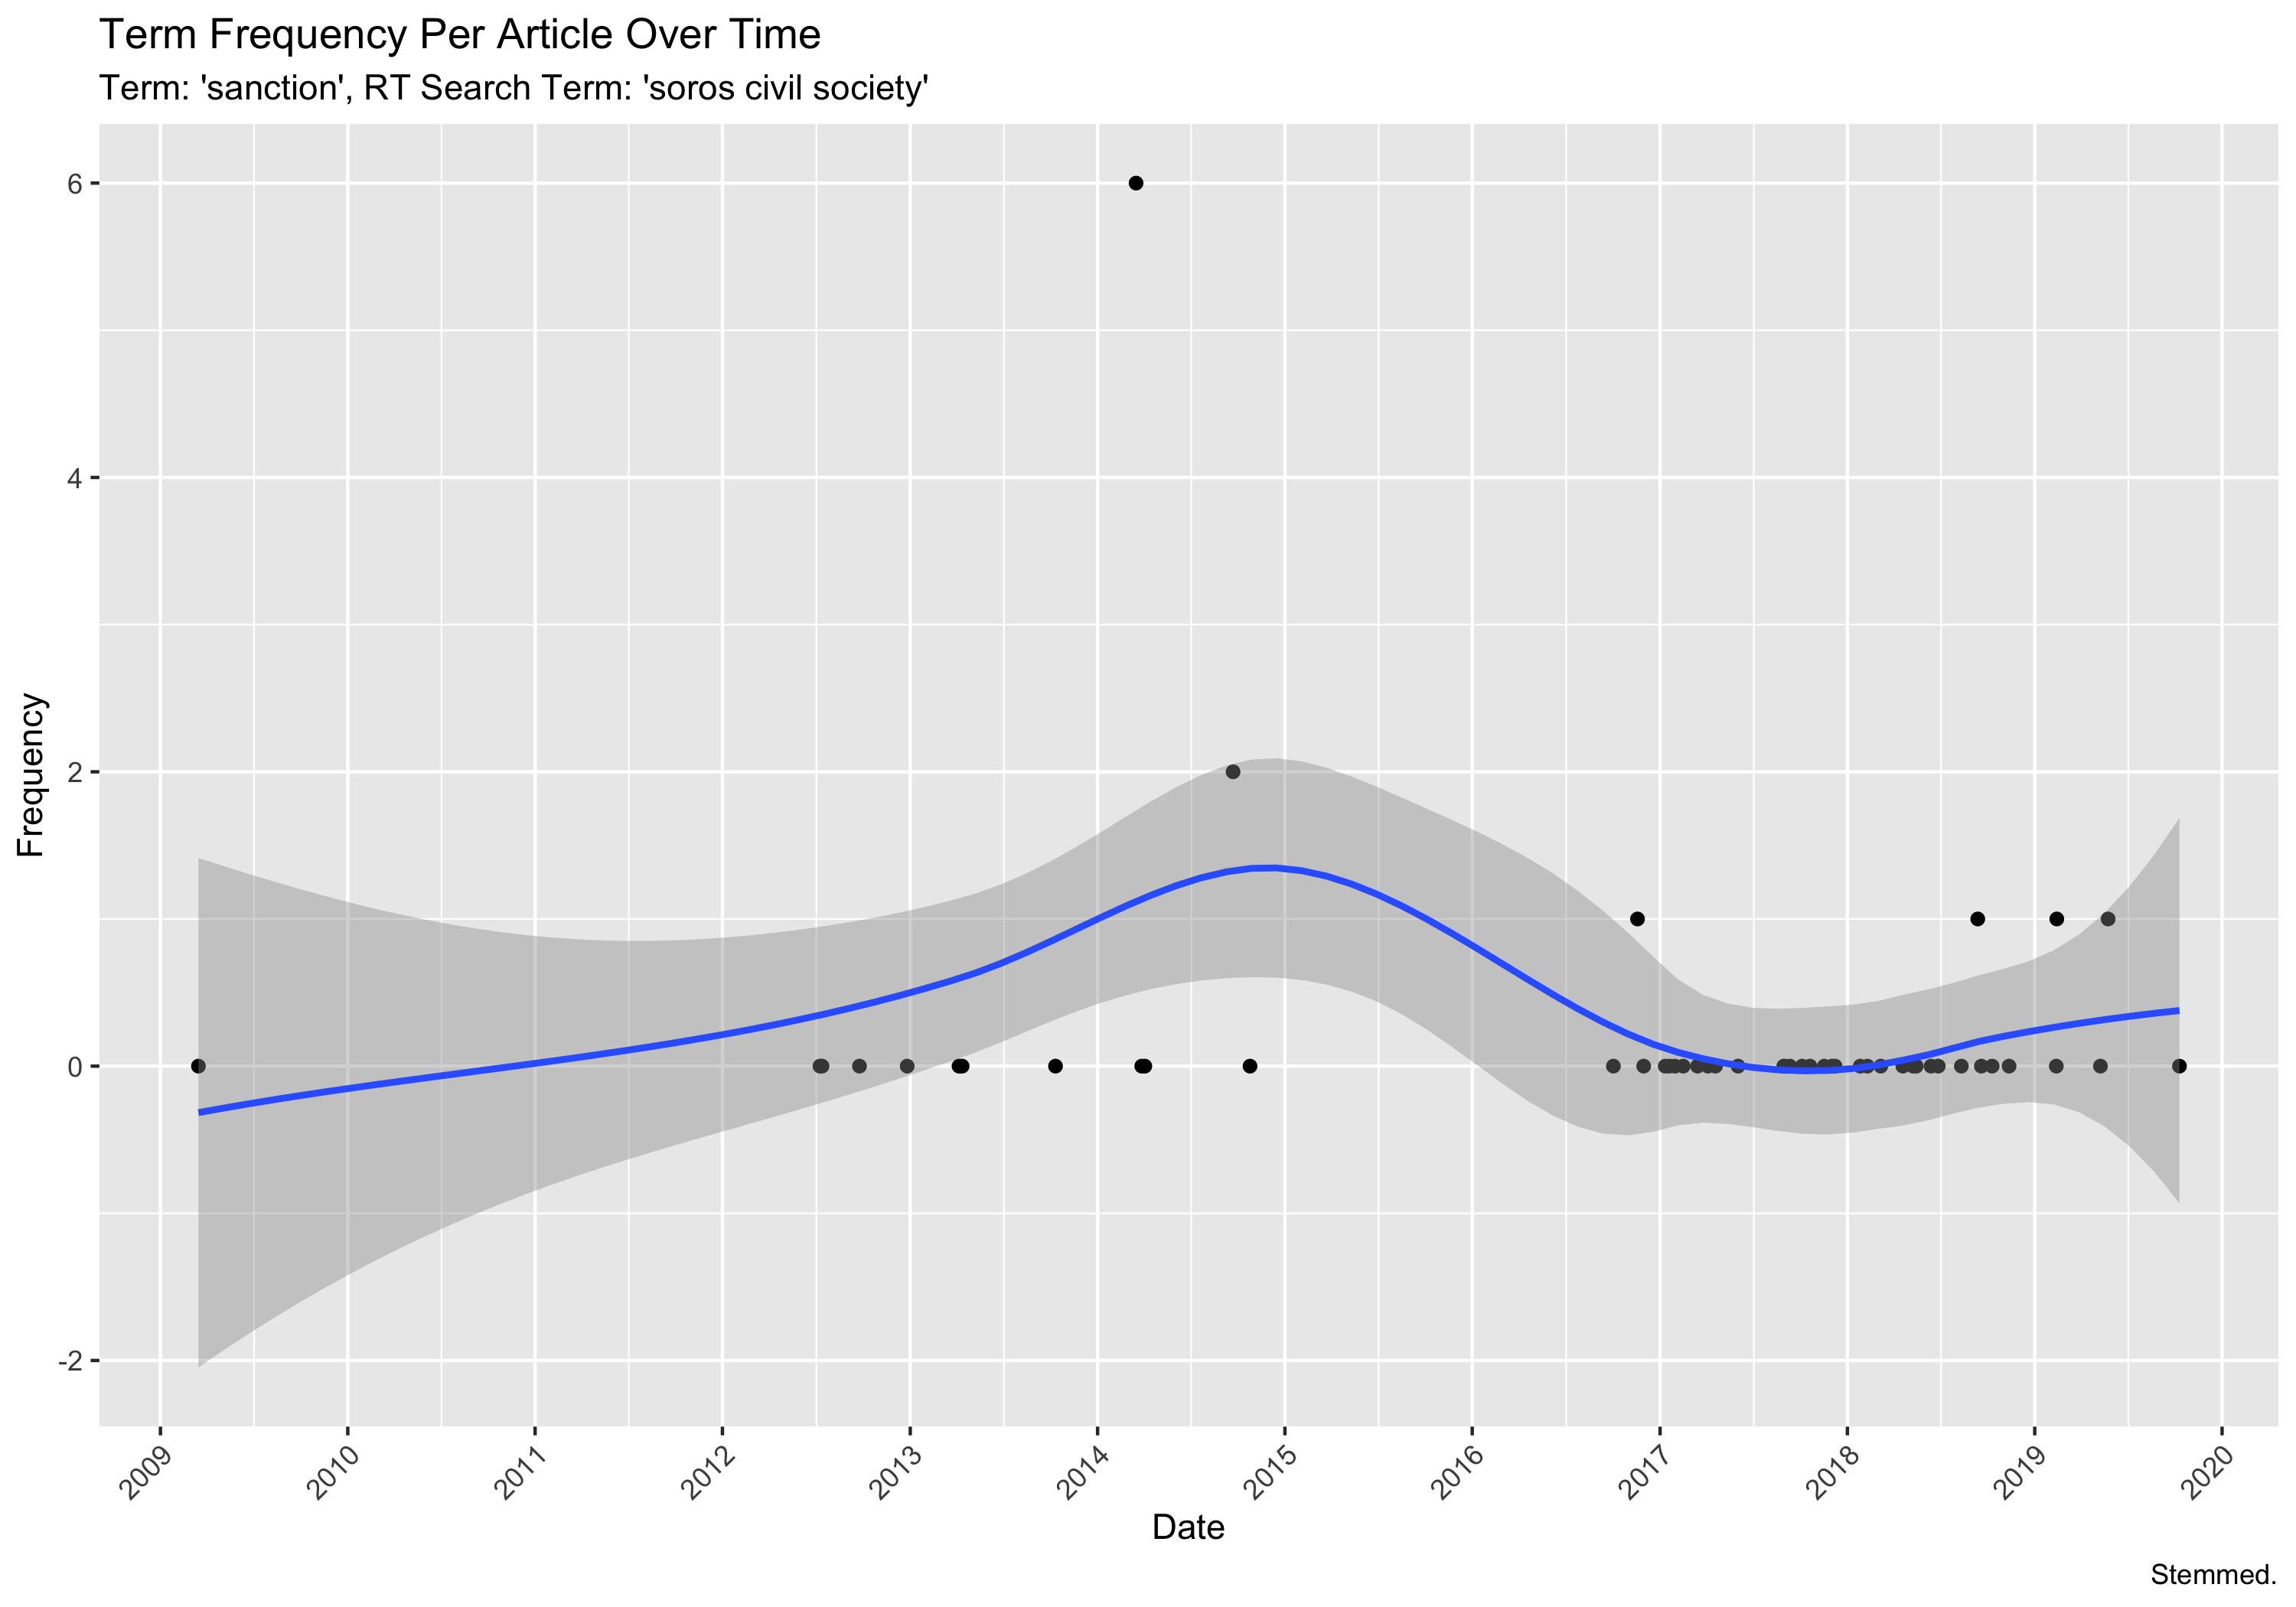 Term Frequency Per Article Over Time
Term: 'sanction', RT Search Term: 'soros civil society'
Frequency
6
4
2
0
-2
2009 2010 2011 2012 2013 2014 2015 2016 2017 2018 2019 2020
Date
Stemmed.